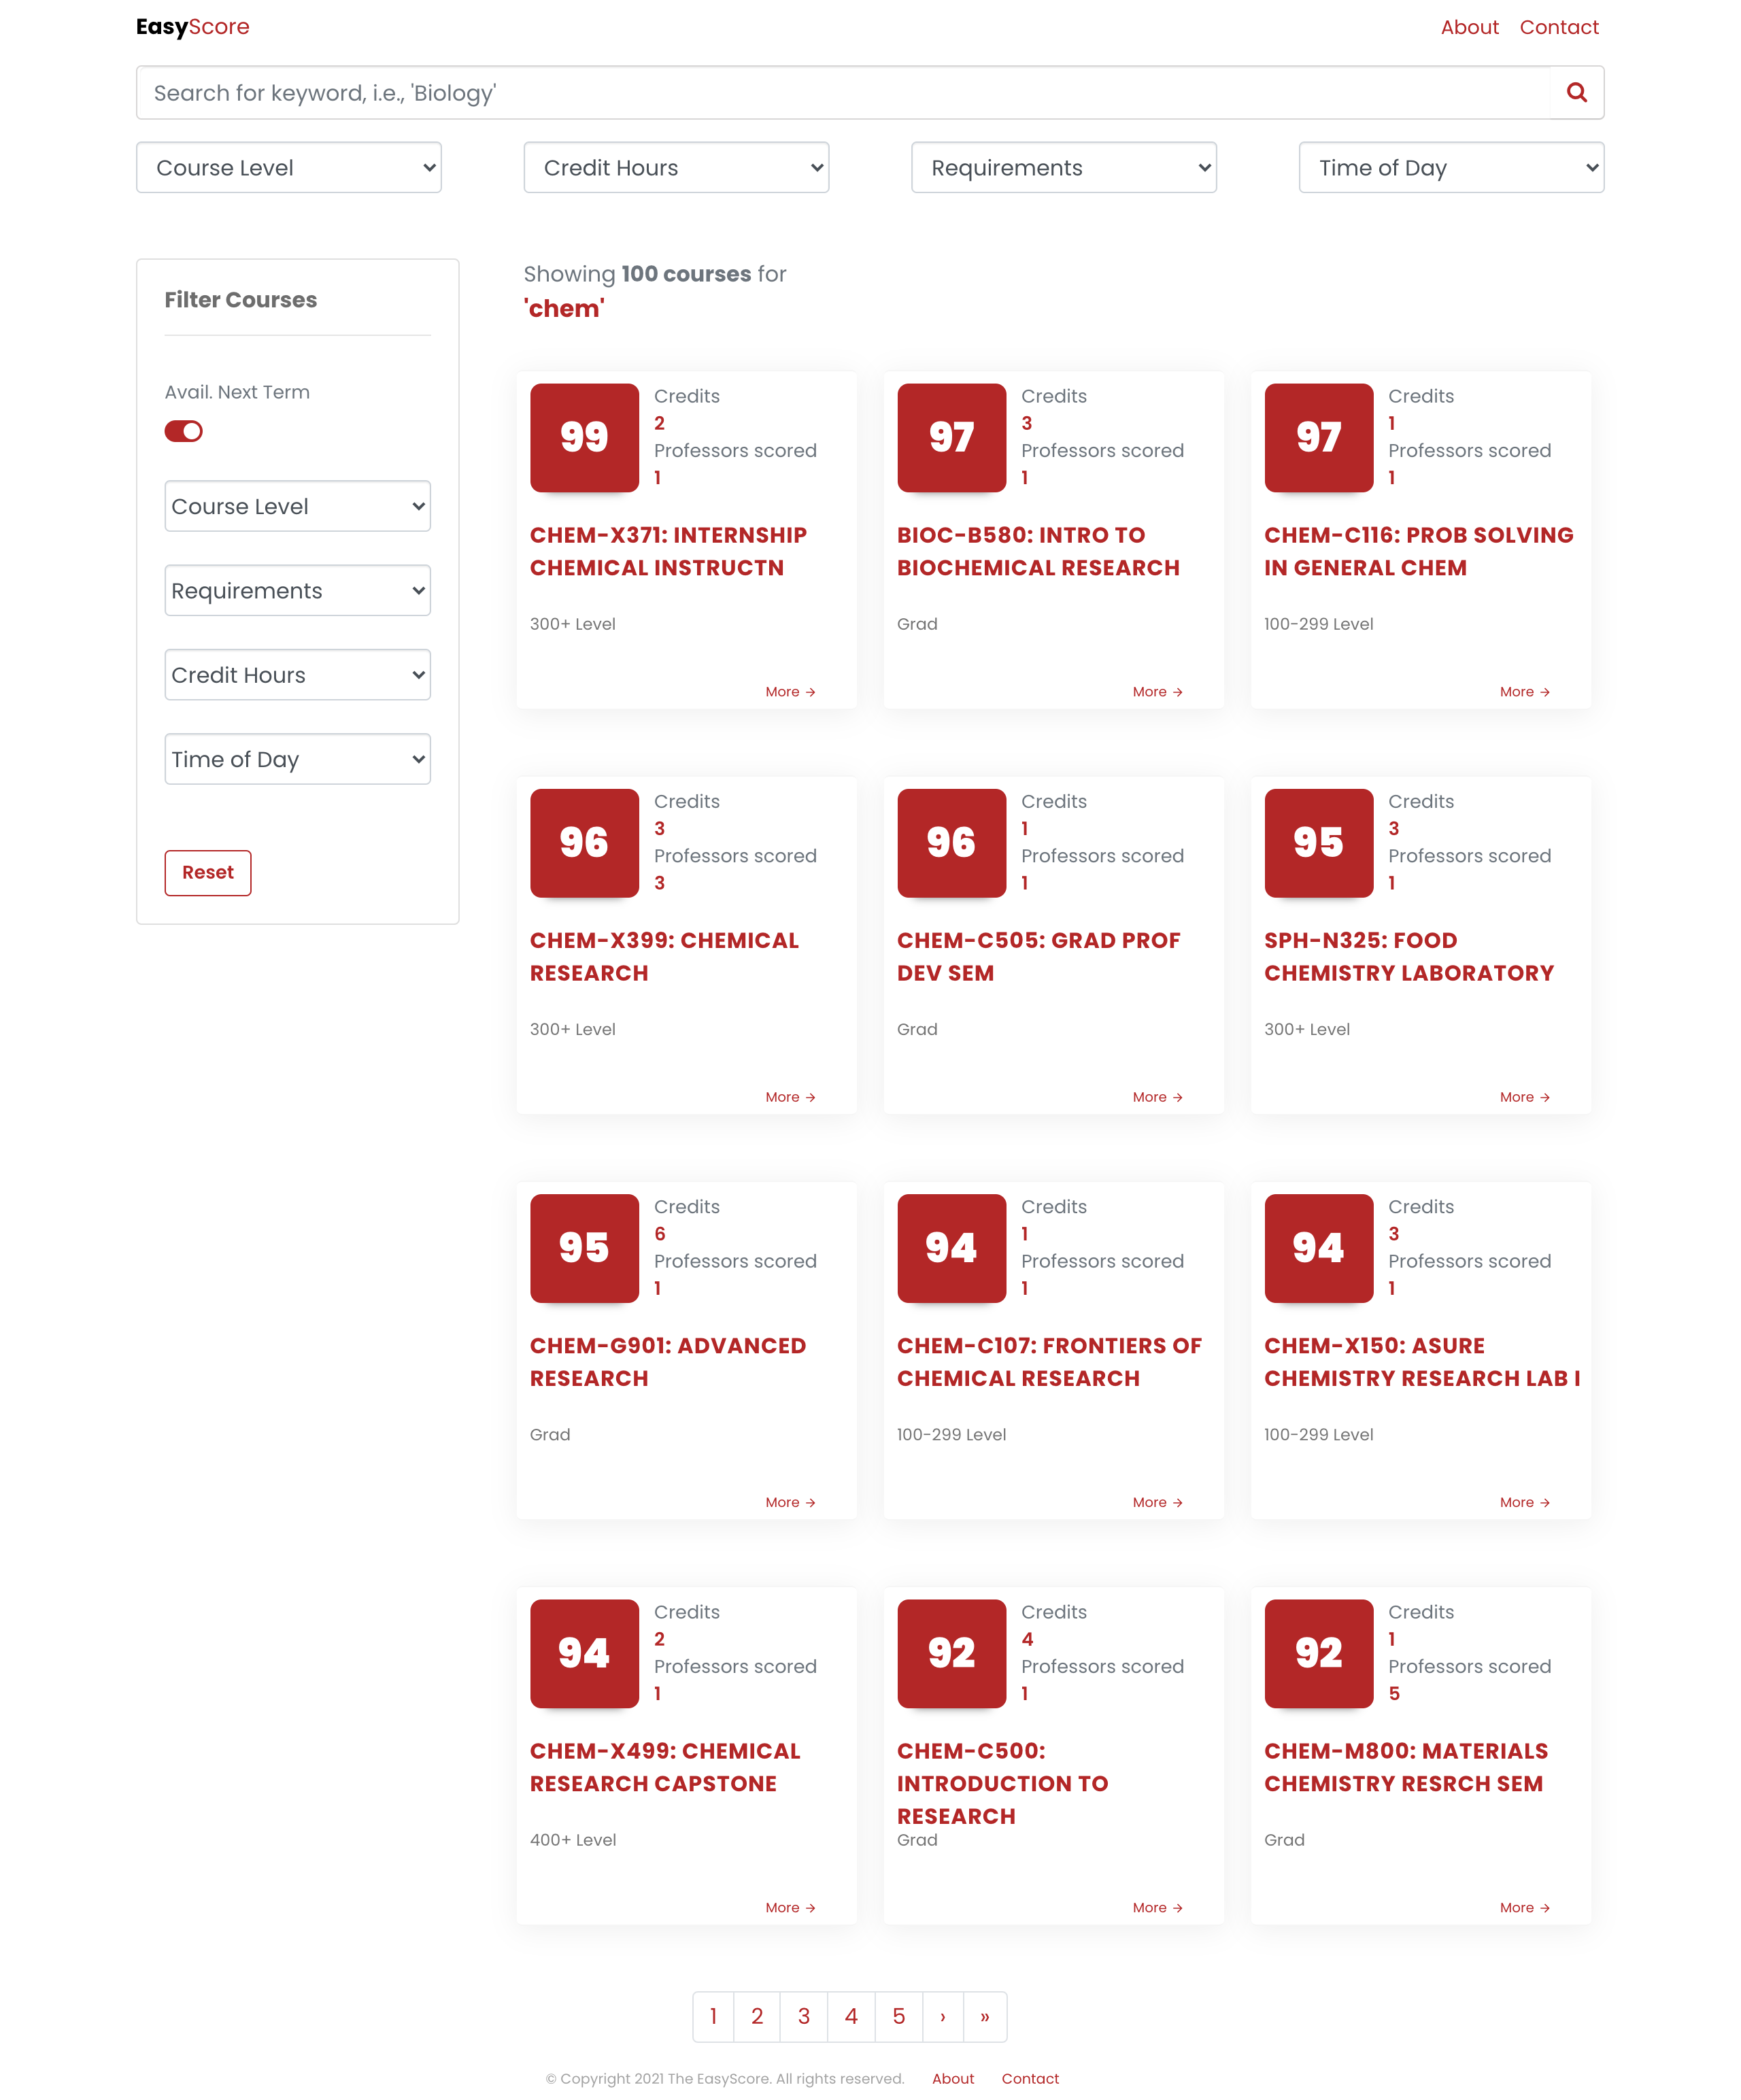 EasyScore
About Contact
Search for keyword, i.e., 'Biology'
Course Level
Credit Hours
Requirements
Time of Day
Filter Courses
Avail. Next Term
Course Level
Requirements
Credit Hours
Time of Day
Reset
Showing 100 courses for
'chem'
99
Credits
2
Professors scored
1
CHEM-X371: INTERNSHIP
CHEMICAL INSTRUCTN
300+ Level
More →
97
Credits
3
Professors scored
1
BIOC-B580: INTRO TO
BIOCHEMICAL RESEARCH
Grad
More →
97
Credits
1
Professors scored
1
CHEM-C116: PROB SOLVING
IN GENERAL CHEM
100-299 Level
More →
96
Credits
3
Professors scored
3
CHEM-X399: CHEMICAL
RESEARCH
300+ Level
More →
96
Credits
1
Professors scored
1
CHEM-C505: GRAD PROF
DEV SEM
Grad
More →
95
Credits
3
Professors scored
1
SPH-N325: FOOD
CHEMISTRY LABORATORY
300+ Level
More →
95
Credits
6
Professors scored
1
CHEM-G901: ADVANCED
RESEARCH
Grad
More →
94
Credits
1
Professors scored
1
CHEM-C107: FRONTIERS OF
CHEMICAL RESEARCH
100-299 Level
More →
94
Credits
3
Professors scored
1
CHEM-X150: ASURE
CHEMISTRY RESEARCH LAB I
100-299 Level
More →
94
Credits
2
Professors scored
1
CHEM-X499: CHEMICAL
RESEARCH CAPSTONE
400+ Level
More →
92
Credits
4
Professors scored
1
CHEM-C500:
INTRODUCTION TO
RESEARCH
Grad
More →
92
Credits
1
Professors scored
5
CHEM-M800: MATERIALS
CHEMISTRY RESRCH SEM
Grad
More →
1 2 3 4 5 › »
© Copyright 2021 The EasyScore. All rights reserved. About Contact